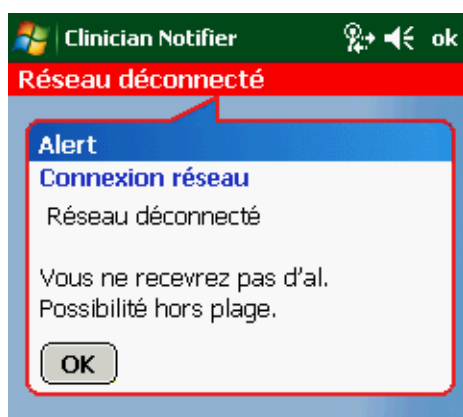 Clinician Notifier ok
Réseau déconnecté
Alert
Connexion réseau
Réseau déconnecté
Vous ne recevrez pas d'al.
Possibilité hors plage.
OK